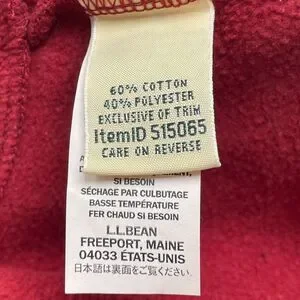 60% COTTON
40% POLYESTER
EXCLUSIVE OF TRIM
ItemID 515065
CARE ON REVERSE
SI BESOIN
SÉCHAGE PAR CULBUTAGE
BASSE TEMPÉRATURE
FER CHAUD SI BESOIN
L.L.BEAN
FREEPORT, MAINE
04033 ÉTATS-UNIS
日本語は裏面をご覧ください